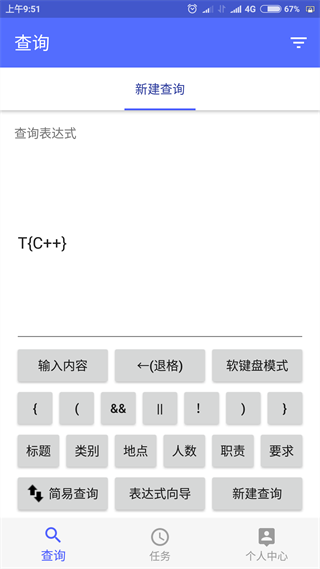 上午9:51 4G 67%
查询
新建查询
查询表达式
T{C++}
输入内容 ←(退格) 软键盘模式
{ ( && || ! ) }
标题 类别 地点 人数 职责 要求
简易查询 表达式向导 新建查询
查询 任务 个人中心